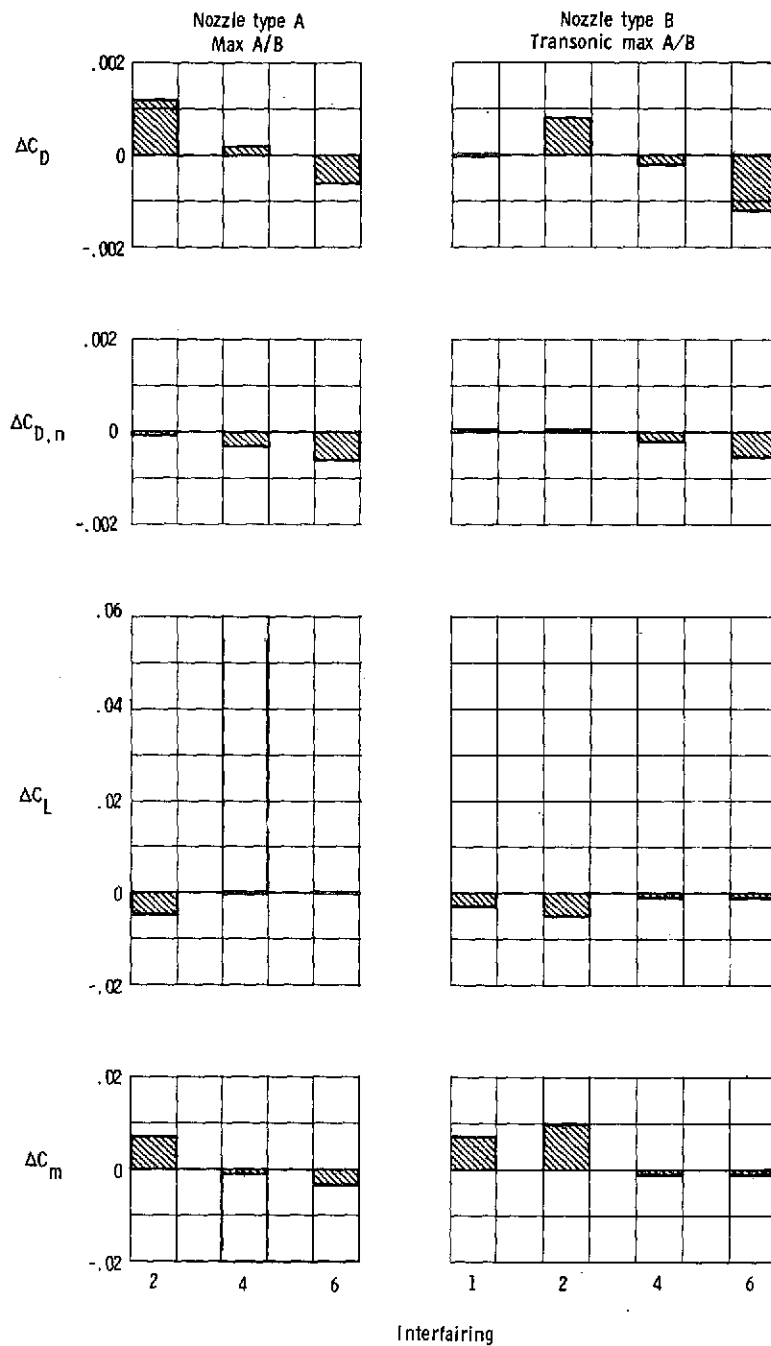 Nozzle type A
Max A/B
Nozzle type B
Transonic max A/B
.002
ΔC_D
0
-.002
.002
ΔC_D,n
0
-.002
.06
.04
ΔC_L
.02
0
-.02
.02
ΔC_m
0
-.02
2 4 6
1 2 4 6
Interfairing